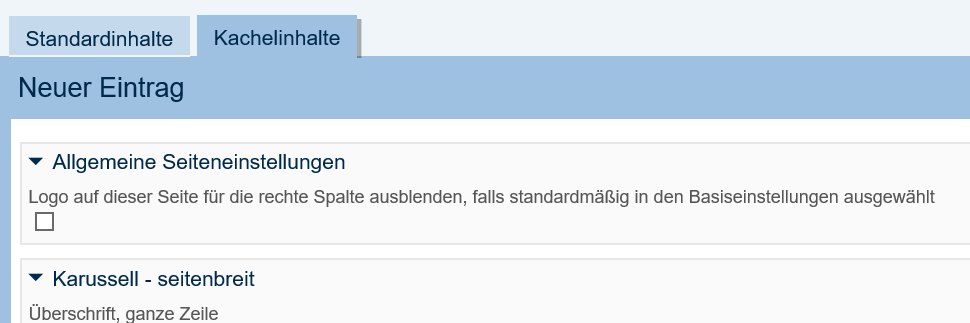 Standardinhalte
Kachelinhalte
Neuer Eintrag
Allgemeine Seiteneinstellungen
Logo auf dieser Seite für die rechte Spalte ausblenden, falls standardmäßig in den Basiseinstellungen ausgewählt
Karussell - seitenbreit
Überschrift, ganze Zeile